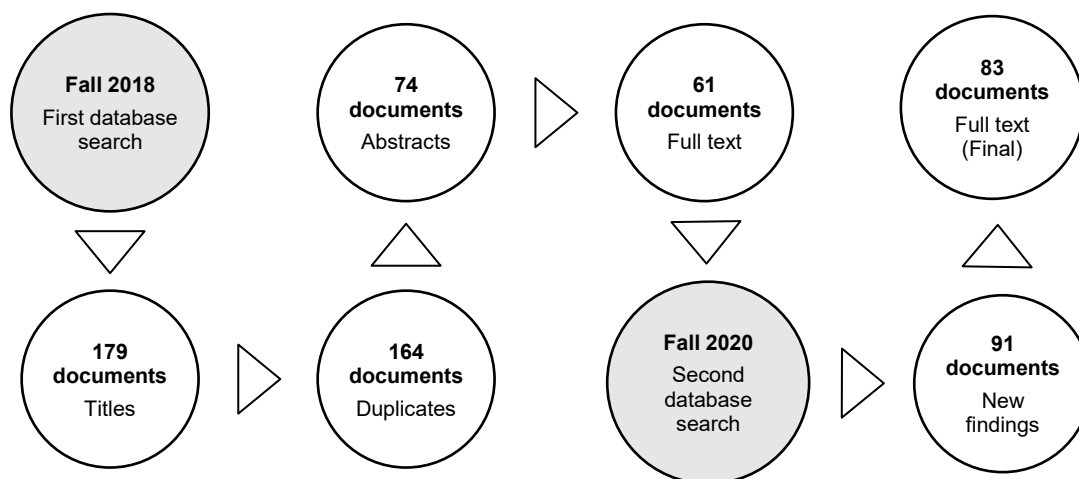 Fall 2018
First database
search
179
documents
Titles
164
documents
Duplicates
74
documents
Abstracts
61
documents
Full text
Fall 2020
Second
database
search
91
documents
New
findings
83
documents
Full text
(Final)